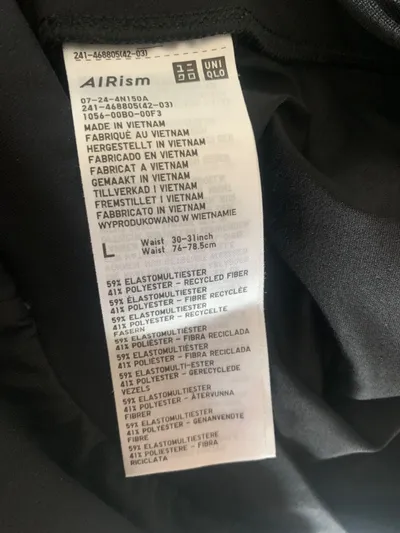 241-468805(42-03)
AIRism
UNI
QLO
07-24-4N150A
241-468805(42-03)
1056-00B0-00F3
MADE IN VIETNAM
FABRIQUÉ AU VIETNAM
HERGESTELLT IN VIETNAM
FABRICADO EN VIETNAM
FABRICAT A VIETNAM
GEMAAKT IN VIETNAM
TILLVERKAD I VIETNAM
FREMSTILLET I VIETNAM
FABBRICATO IN VIETNAM
WYPRODUKOWANO W WIETNAMIE
L Waist 30-31inch
Waist 76-78.5cm
59% ELASTOMULTIESTER
41% POLYESTER - RECYCLED FIBER
59% ELASTOMULTIESTER
41% POLYESTER - FIBRE RECYCLÉE
59% ELASTOMULTIESTER
41% POLYESTER - RECYCELTE
FASERN
59% ELASTOMULTIÉSTER
41% POLIÉSTER - FIBRA RECICLADA
59% ELASTOMULTIÈSTER
41% POLIÈSTER - FIBRA RECICLADA
59% ELASTOMULTI-ESTER
41% POLYESTER - GERECYCLEDE
VEZELS
59% ELASTOMULTIESTER
41% POLYESTER - ÅTERVUNNA
FIBRER
59% ELASTOMULTIESTER
41% POLYESTER - GENANVENDTE
FIBRE
59% ELASTOMULTIESTERE
41% POLIESTERE - FIBRA
RICICLATA